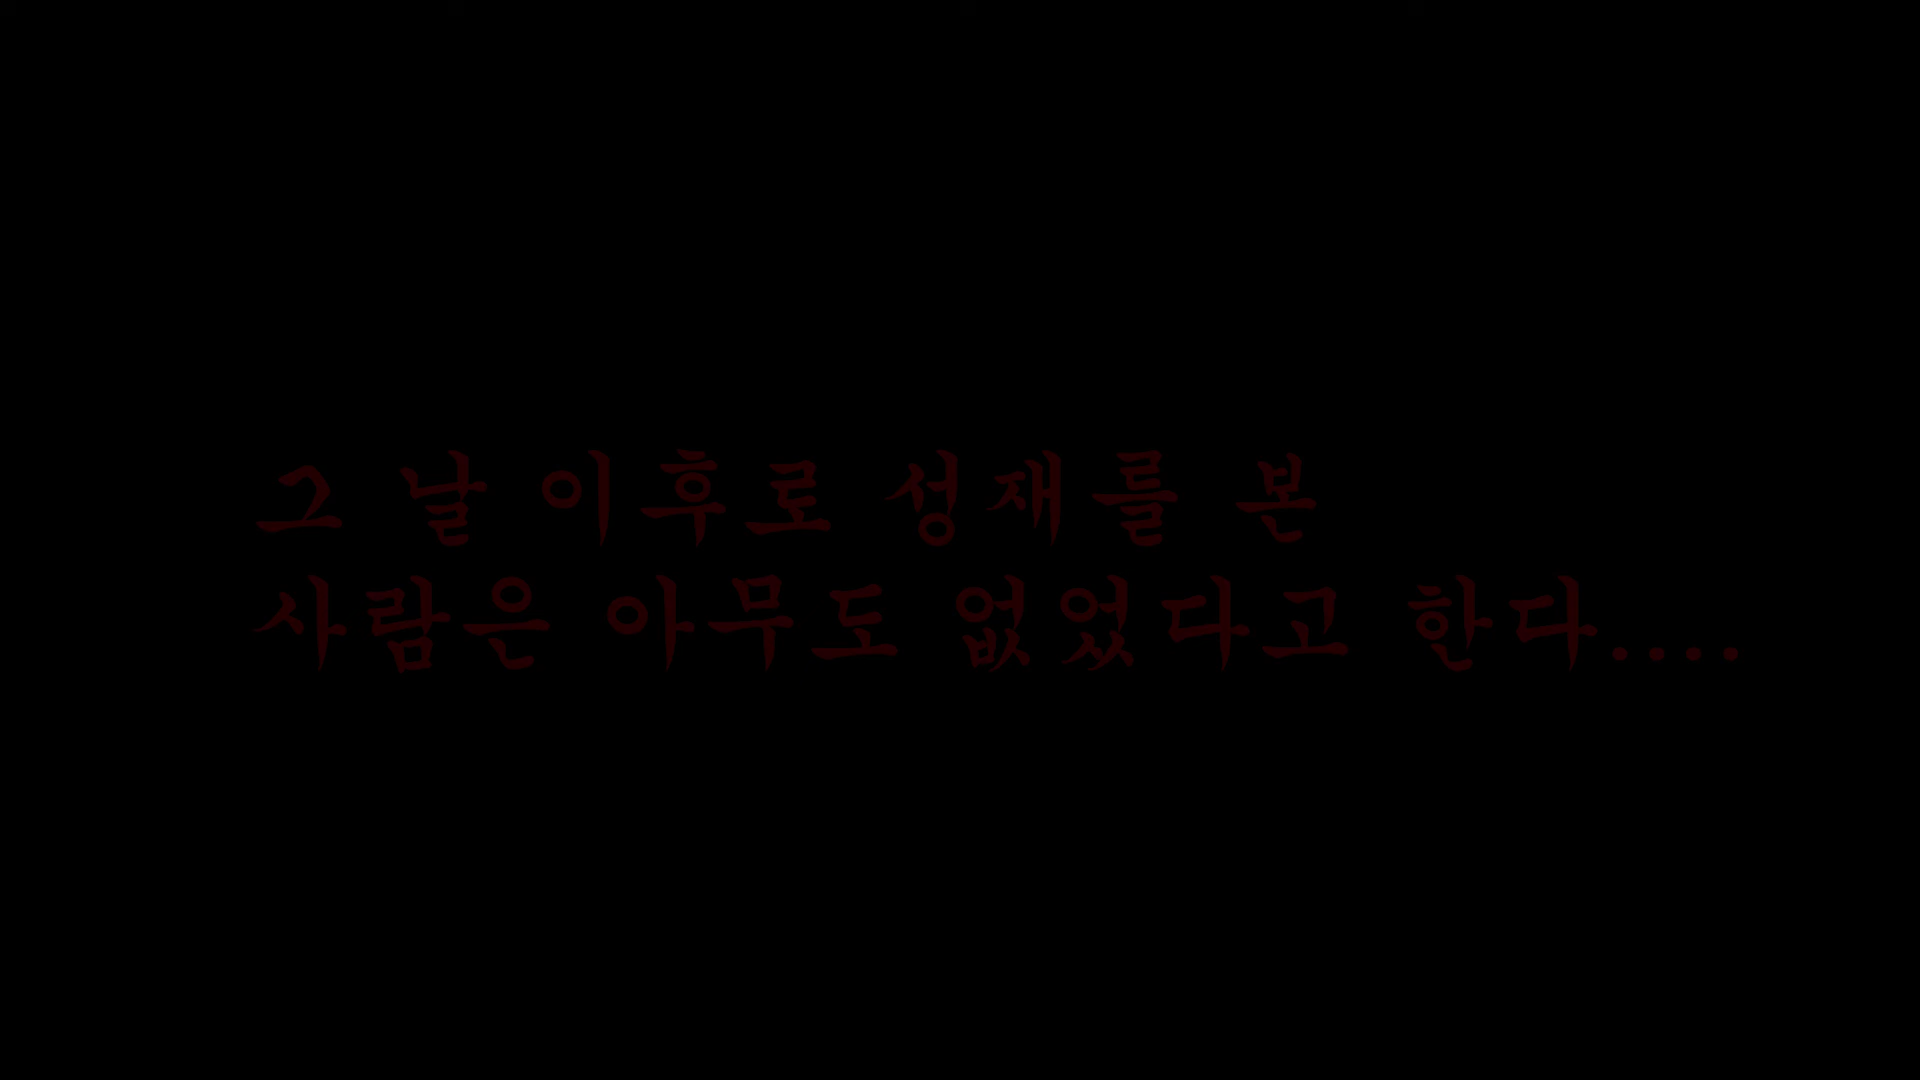 그 날 이후로 성재를 본
사람은 아무도 없었다고 한다....